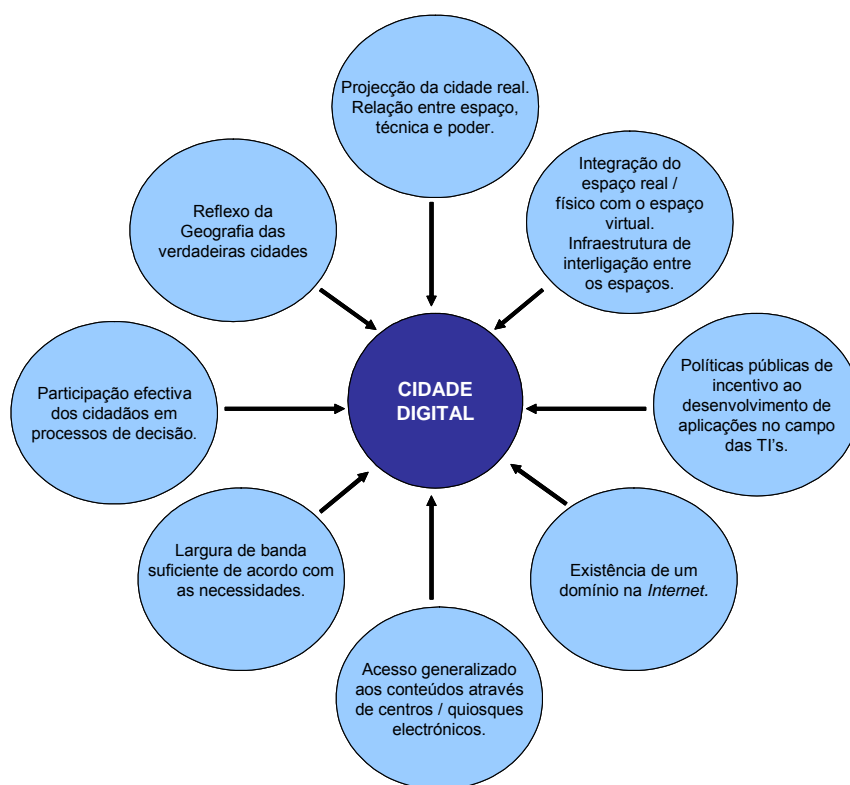 Projecção da cidade real.
Relação entre espaço,
técnica e poder.
Integração do
espaço real /
físico com o espaço
virtual.
Infraestrutura de
interligação entre
os espaços.
Reflexo da
Geografia das
verdadeiras cidades
Políticas públicas de
incentivo ao
desenvolvimento de
aplicações no campo
das TI's.
CIDADE
DIGITAL
Participação efectiva
dos cidadãos em
processos de decisão.
Largura de banda
suficiente de acordo com
as necessidades.
Existência de um
domínio na Internet.
Acesso generalizado
aos conteúdos através
de centros / quiosques
electrónicos.